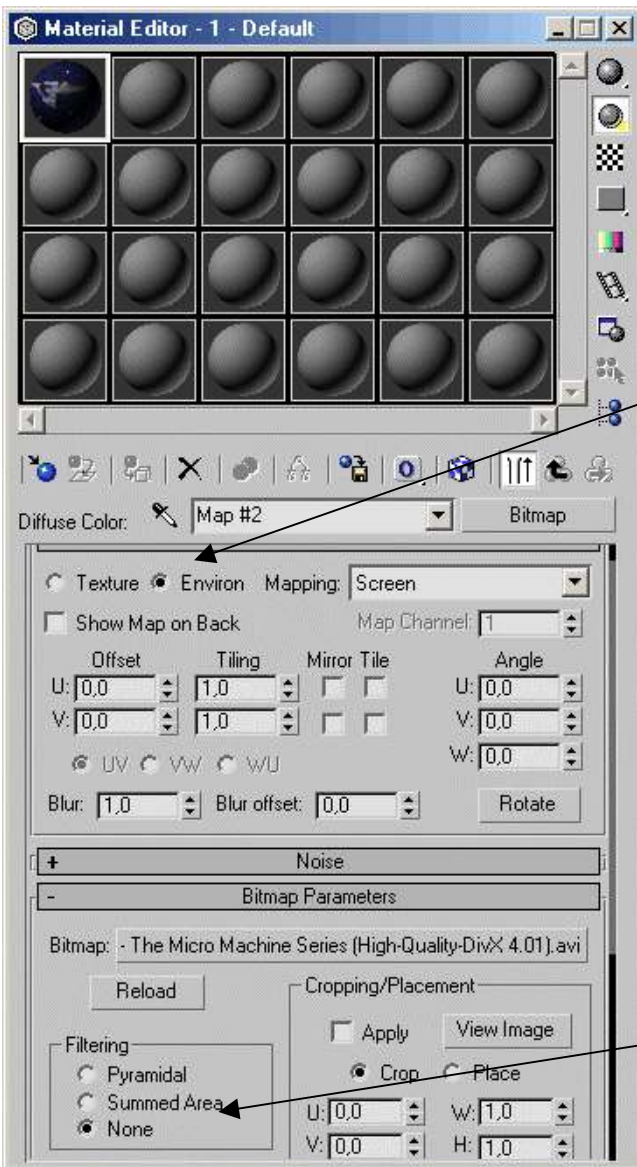 Material Editor - 1 - Default
Diffuse Color: Map #2 Bitmap
Texture Environ Mapping: Screen
Show Map on Back Map Channel: 1
Offset Tiling Mirror Tile Angle
U: 0,0 1,0 U: 0,0
V: 0,0 1,0 V: 0,0
W: 0,0
UV VW WU
Blur: 1,0 Blur offset: 0,0 Rotate
+ Noise
- Bitmap Parameters
Bitmap: - The Micro Machine Series (High-Quality-DivX 4.01).avi
Reload
Cropping/Placement
Apply View Image
Filtering
Crop Place
Pyramidal
Summed Area
U: 0,0 W: 1,0
None
V: 0,0 H: 1,0